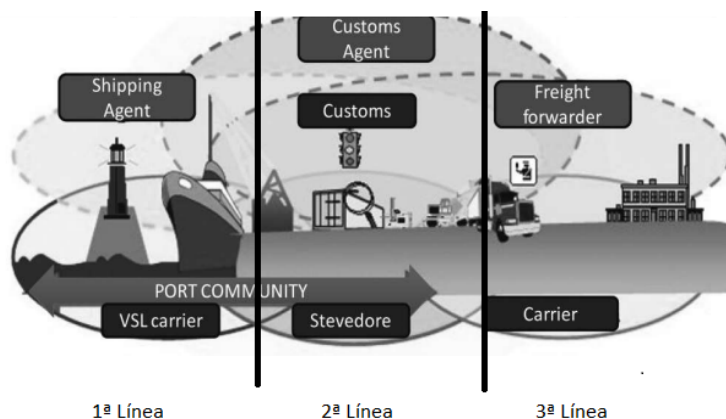 Customs
Agent
Shipping
Agent
Customs
Freight
forwarder
PORT COMMUNITY
VSL carrier
Stevedore
Carrier
1ª Línea
2ª Línea
3ª Línea